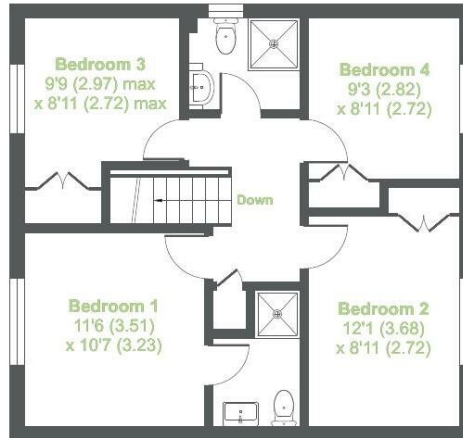 Bedroom 3
9'9 (2.97) max
x 8'11 (2.72) max
Bedroom 4
9'3 (2.82)
x 8'11 (2.72)
Down
Bedroom 1
11'6 (3.51)
x 10'7 (3.23)
Bedroom 2
12'1 (3.68)
x 8'11 (2.72)